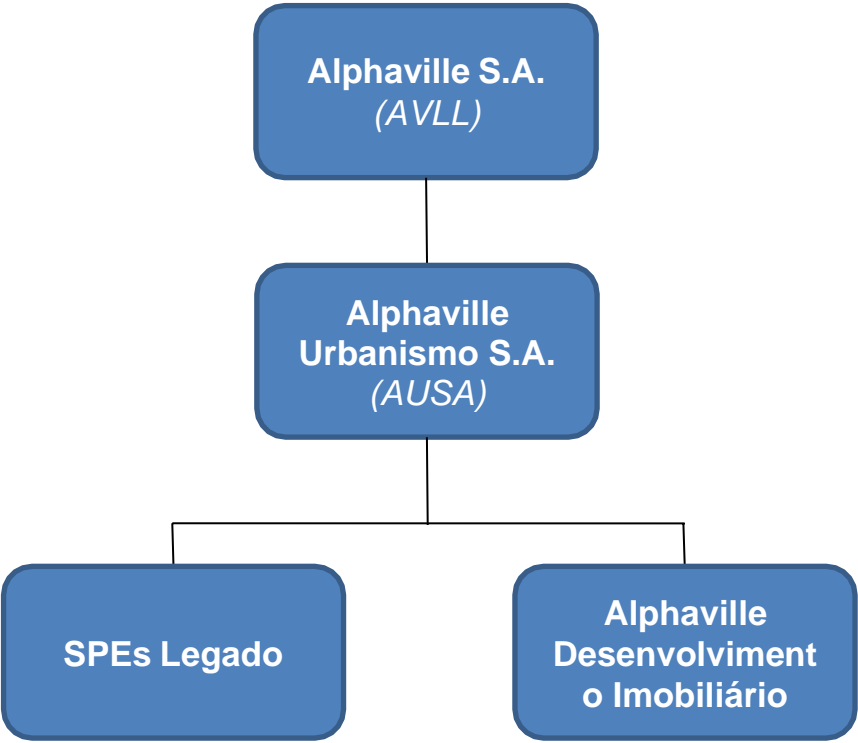 Alphaville S.A.
(AVLL)
Alphaville
Urbanismo S.A.
(AUSA)
SPEs Legado
Alphaville
Desenvolviment
o Imobiliário